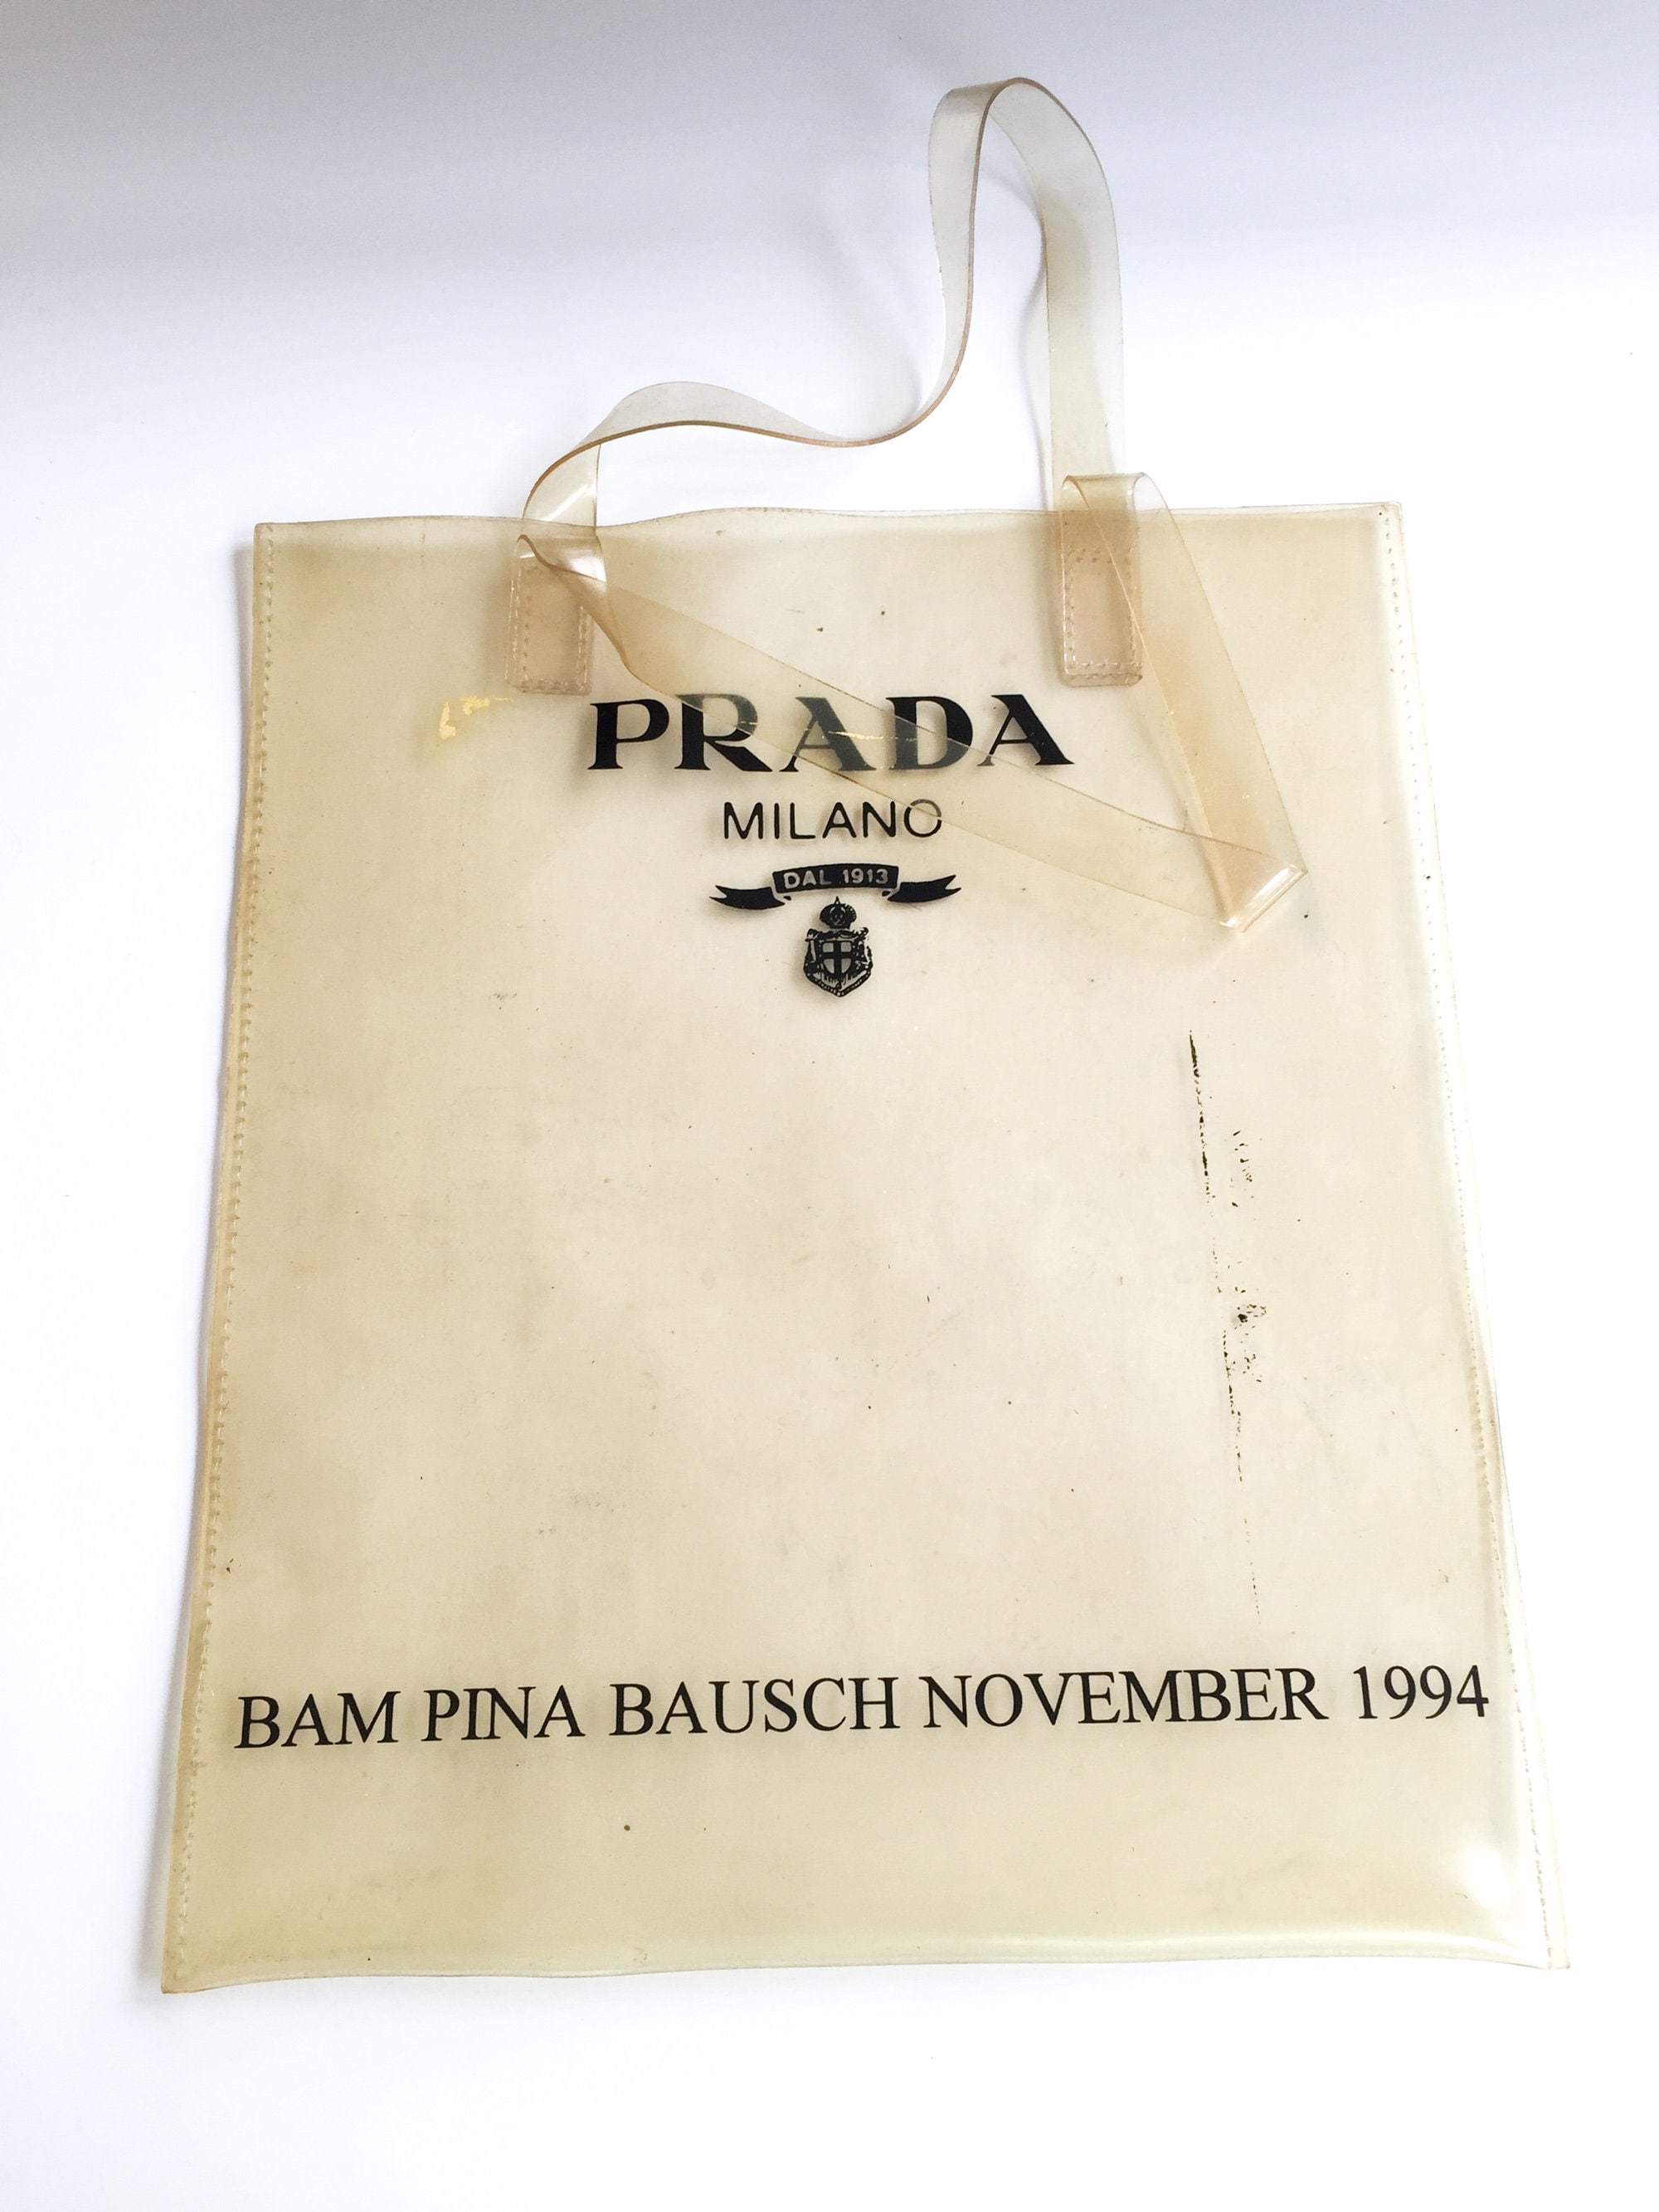 PRADA
MILANO
DAL 1913
BAM PINA BAUSCH NOVEMBER 1994